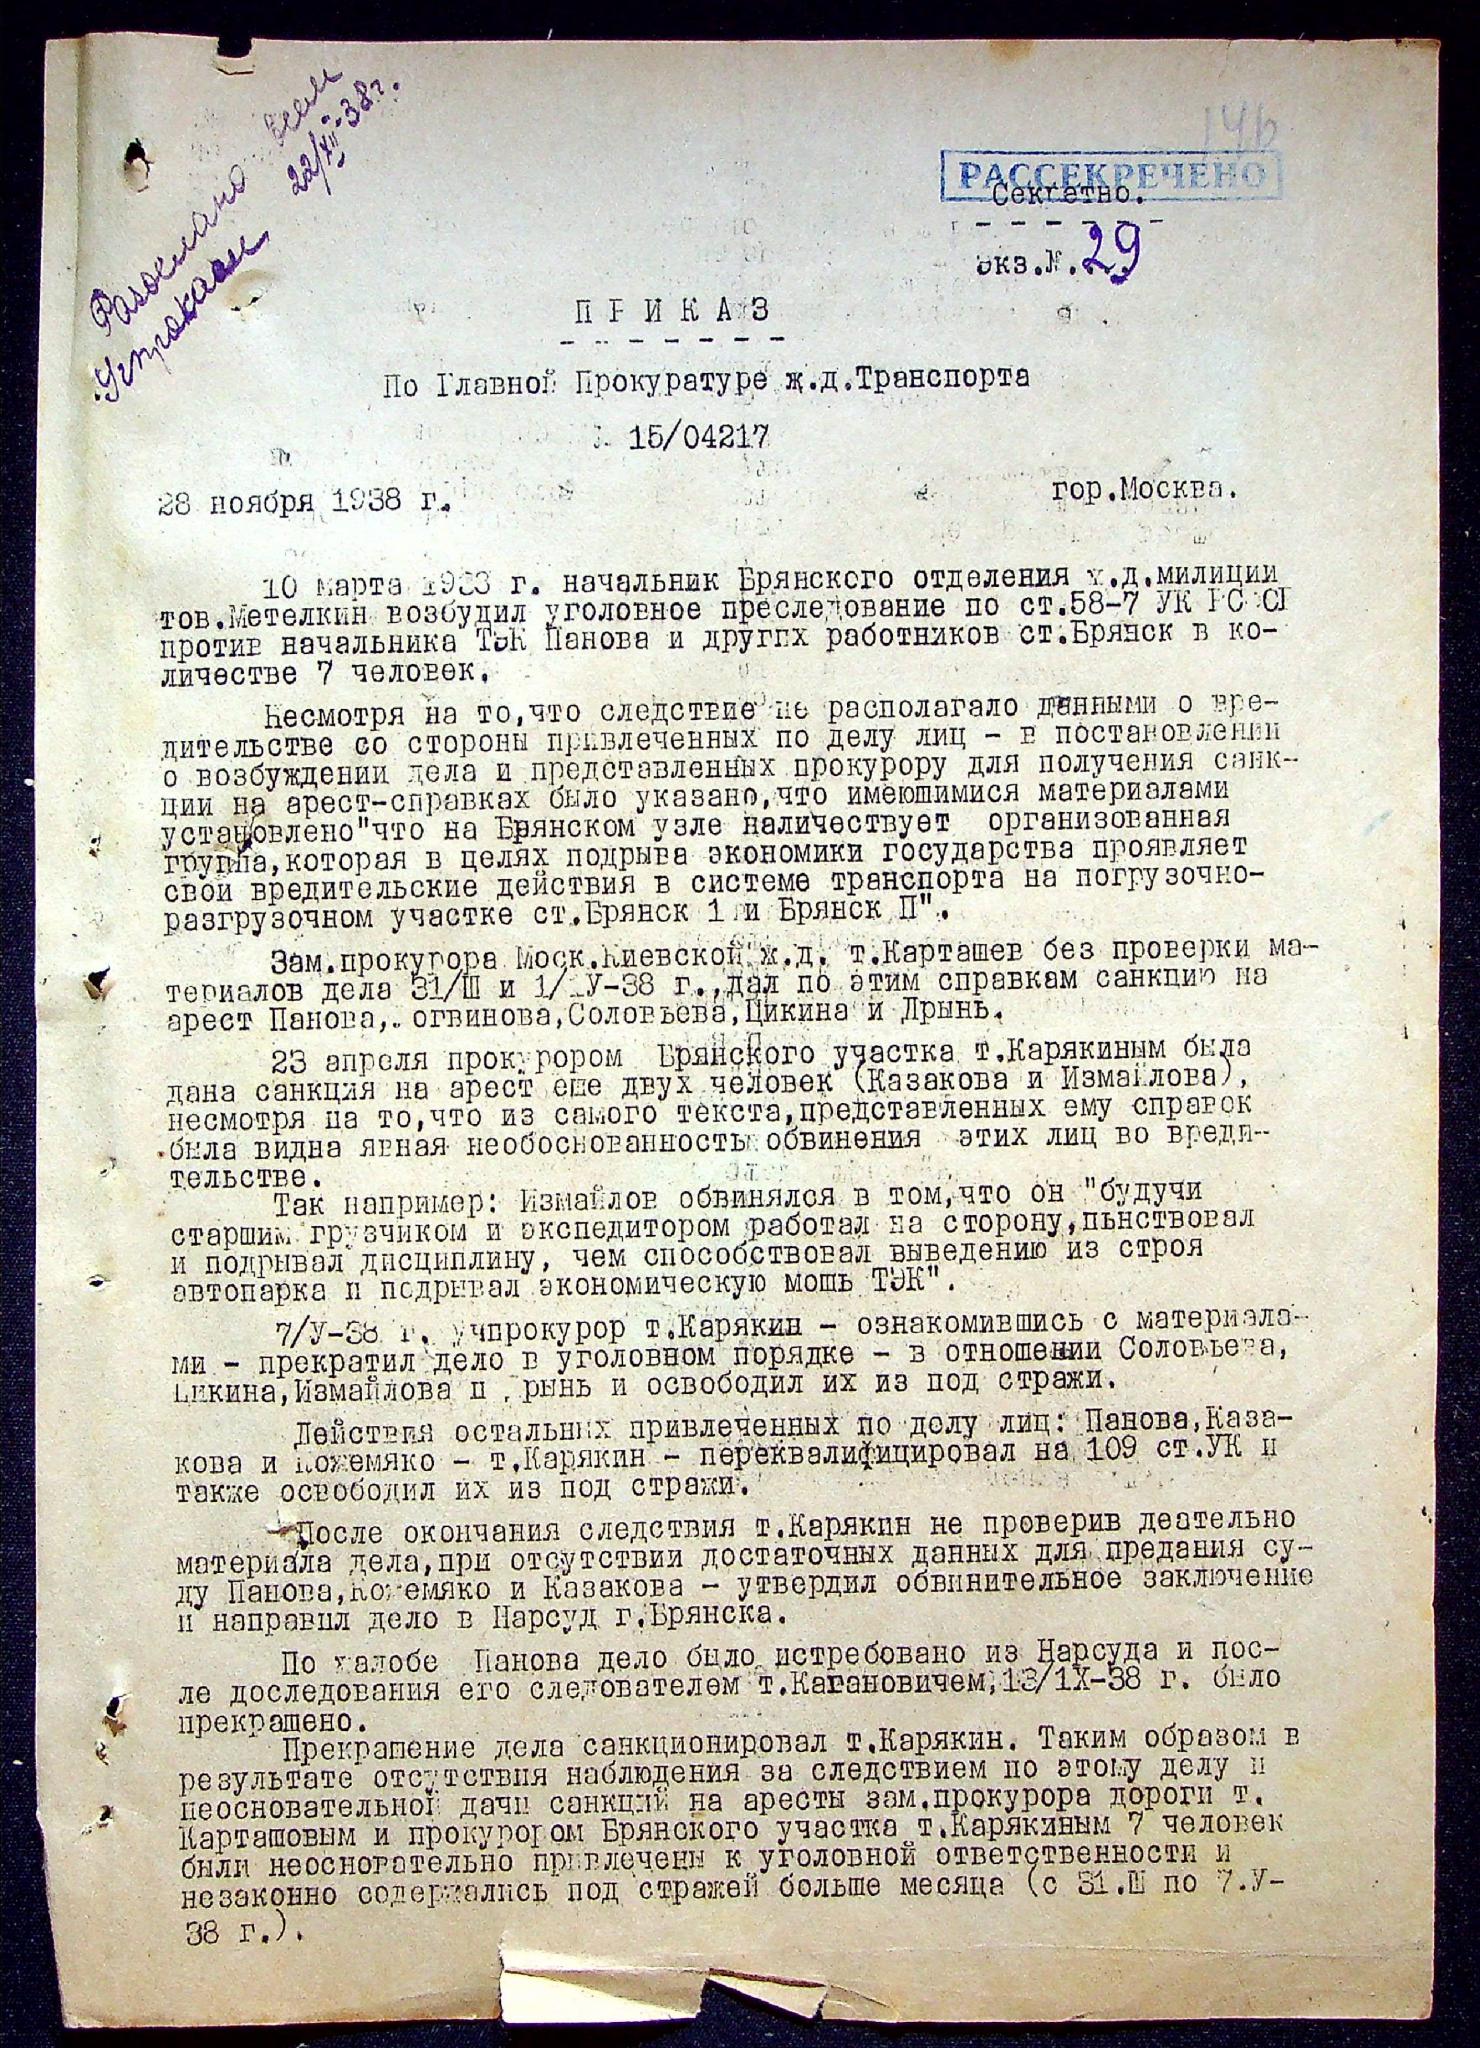 Разослано всем
Учпрокаам
22/XII-38г.
146
РАССЕКРЕЧЕНО
Секретно.
Экз.№.29
ПРИКАЗ
По Главной Прокуратуре ж.д.Транспорта
15/04217
28 ноября 1938 г. гор.Москва.
10 марта 1938 г. начальник Брянского отделения ж.д.милиции
тов.Метелкин возбудил уголовное преследование по ст.58-7 УК РСФСР
против начальника ТЭК Панова и других работников ст.Брянск в ко-
личестве 7 человек.
Несмотря на то,что следствие не располагало данными о вре-
дительстве со стороны привлеченных по делу лиц - в постановлении
о возбуждении дела и представленных прокурору для получения санк-
ции на арест-справках было указано,что имеюшимися материалами
установлено"что на Брянском узле наличествует организованная
группа,которая в целях подрыва экономики государства проявляет
свои вредительские действия в системе транспорта на погрузочно-
разгрузочном участке ст.Брянск 1 и Брянск П".
Зам.прокурора Моск.Киевской ж.д. т.Карташев без проверки ма-
териалов дела 31/Ш и 1/1У-38 г.,дал по этим справкам санкцию на
арест Панова, огвинова,Соловьева,Цикина и Дрынь.
23 апреля прокурором Брянского участка т.Карякиным была
дана санкция на арест еше двух человек (Казакова и Измайлова),
несмотря на то,что из самого текста,представленных ему справок
была видна явная необоснованность обвинения этих лиц во вреди-
тельстве.
Так например: Измайлов обвинялся в том,что он "будучи
старшим грузчиком и экспедитором работал на сторону,пьнствовал
и подрывал дисциплину, чем способствовал выведению из строя
автопарка и подрывал экономическую мошь ТЭК".
7/У-38 г. учпрокурор т.Карякин - ознакомившись с материала-
ми - прекратил дело в уголовном порядке - в отношении Соловьева,
Цикина,Измайлова и Дрынь и освободил их из под стражи.
Действия остальных привлеченных по делу лиц: Панова,Каза-
кова и Кожемяко - т.Карякин - переквалифицировал на 109 ст.УК и
также освободил их из под стражи.
После окончания следствия т.Карякин не проверив деательно
материала дела,при отсутствии достаточных данных для предания су-
ду Панова,Кожемяко и Казакова - утвердил обвинительное заключение
и направил дело в Нарсуд г.Брянска.
По жалобе Панова дело было истребовано из Нарсуда и пос-
ле доследования его следователем т.Кагановичем,13/1Х-38 г. было
прекрашено.
Прекрашение дела санкционировал т.Карякин. Таким образом в
результате отсутствия наблюдения за следствием по этому делу и
неосновательной дачи санкций на аресты зам.прокурора дороги т.
Карташовым и прокурором Брянского участка т.Карякиным 7 человек
были неосновательно привлечены к уголовной ответственности и
незаконно содержались под стражей больше месяца (с 31.Ш по 7.У-
38 г.).